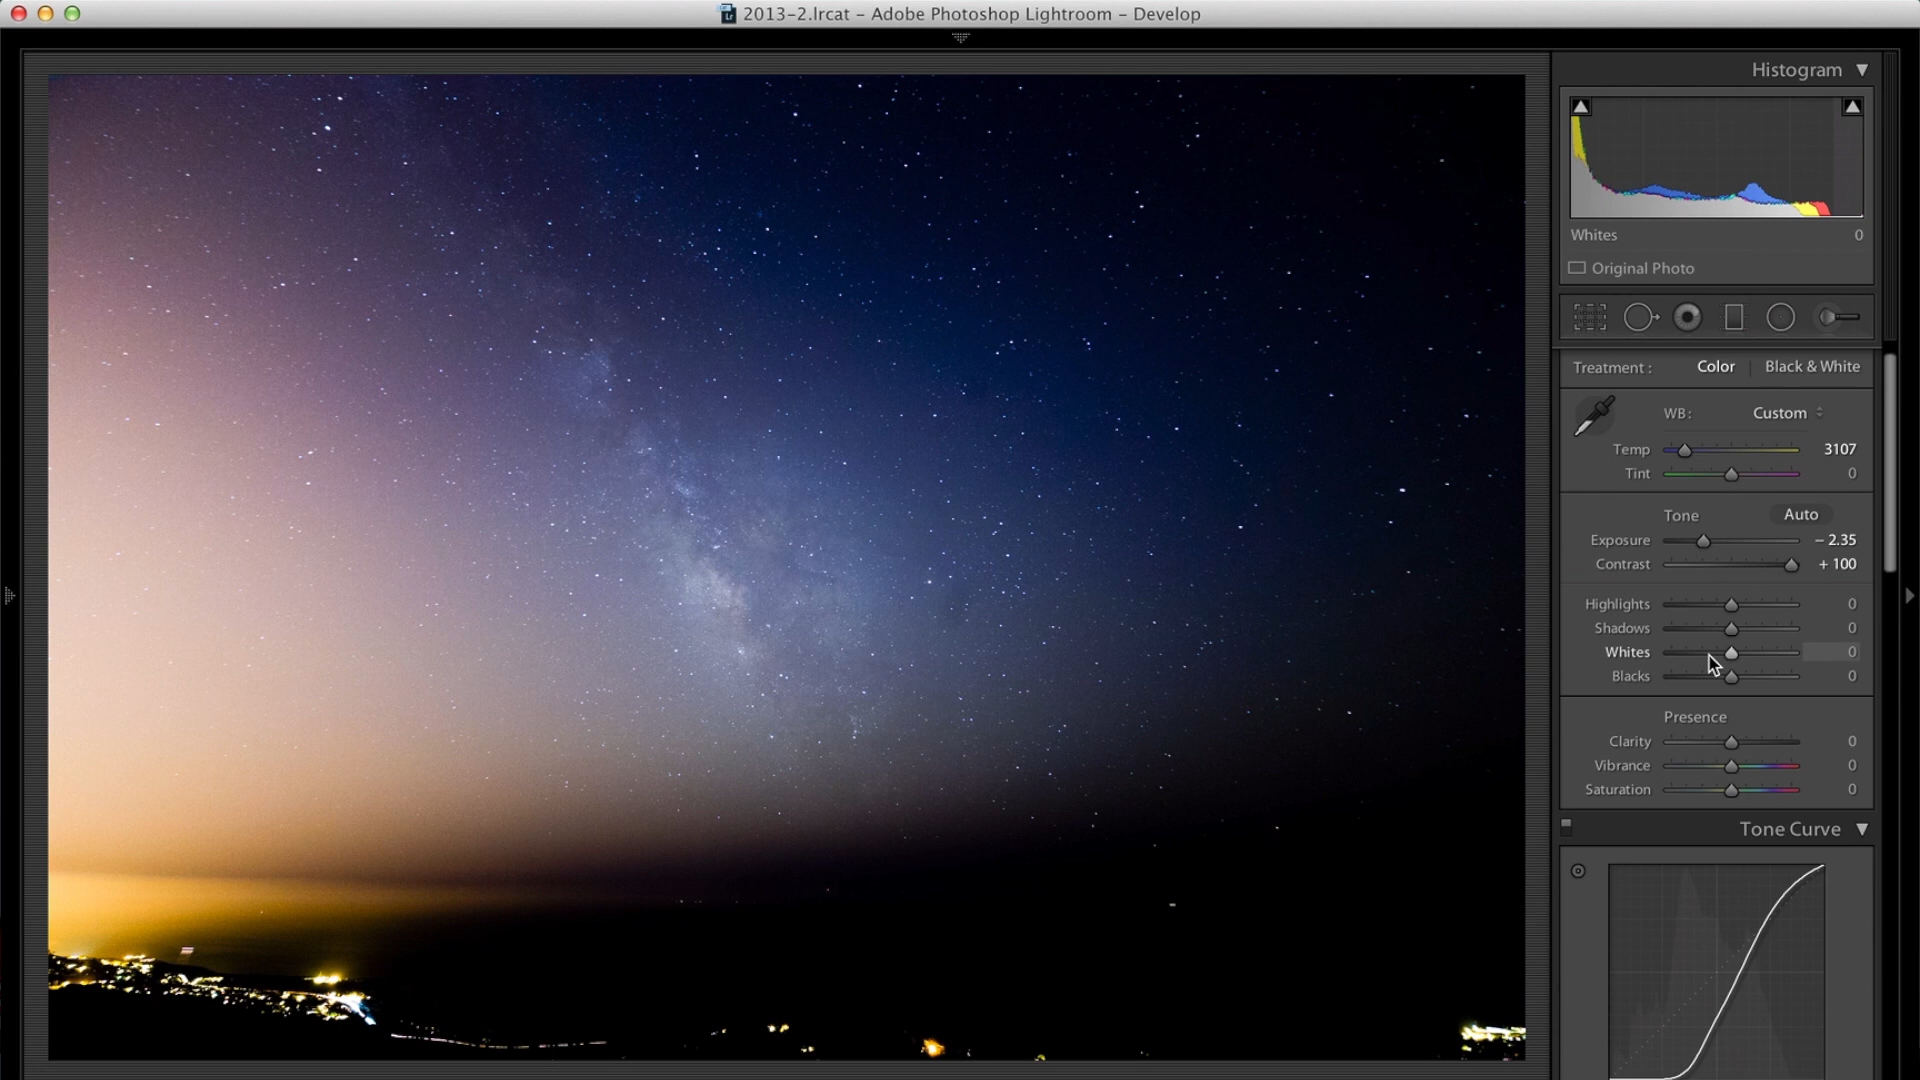 2013-2.lrcat – Adobe Photoshop Lightroom – Develop
Histogram
Whites 0
Original Photo
Treatment : Color Black & White
WB: Custom
Temp 3107
Tint 0
Tone Auto
Exposure – 2.35
Contrast + 100
Highlights 0
Shadows 0
Whites 0
Blacks 0
Presence
Clarity 0
Vibrance 0
Saturation 0
Tone Curve